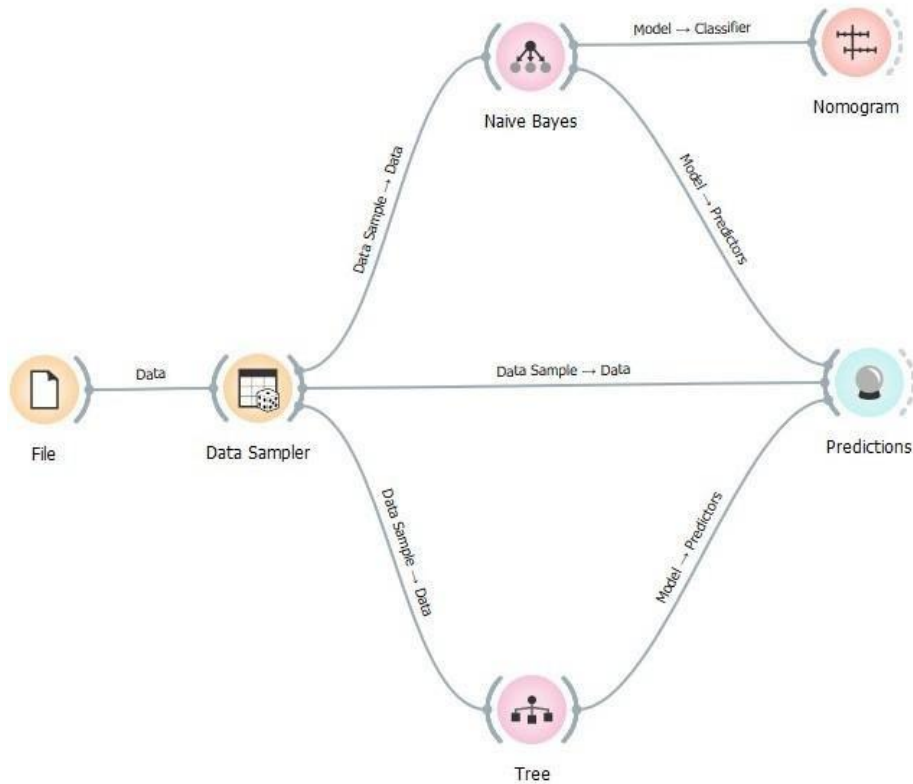 Model → Classifier
Naive Bayes
Nomogram
Data Sample → Data
Model → Predictors
Data
Data Sample → Data
File
Data Sampler
Predictions
Data Sample → Data
Model → Predictors
Tree